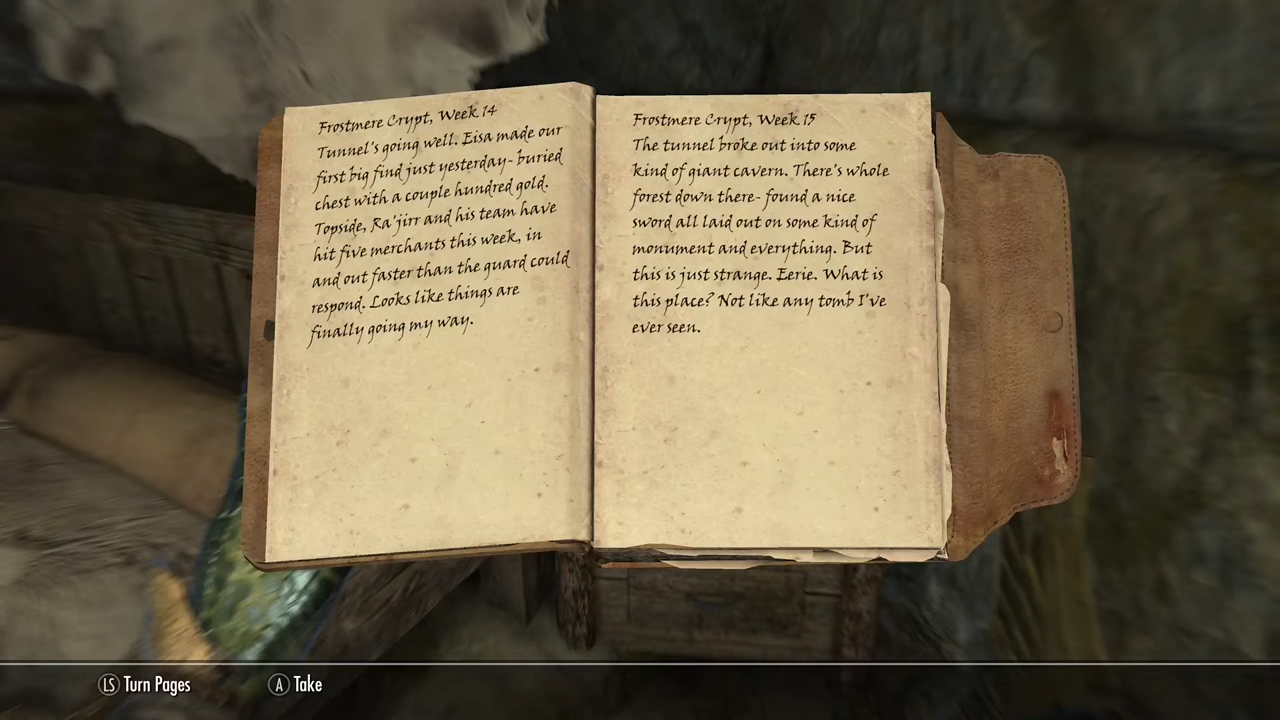 Frostmere Crypt, Week 14
Tunnel's going well. Eisa made our
first big find just yesterday- buried
chest with a couple hundred gold.
Topside, Ra'jirr and his team have
hit five merchants this week, in
and out faster than the guard could
respond. Looks like things are
finally going my way.
Frostmere Crypt, Week 15
The tunnel broke out into some
kind of giant cavern. There's whole
forest down there- found a nice
sword all laid out on some kind of
monument and everything. But
this is just strange. Eerie. What is
this place? Not like any tomb I've
ever seen.
LS Turn Pages
A Take